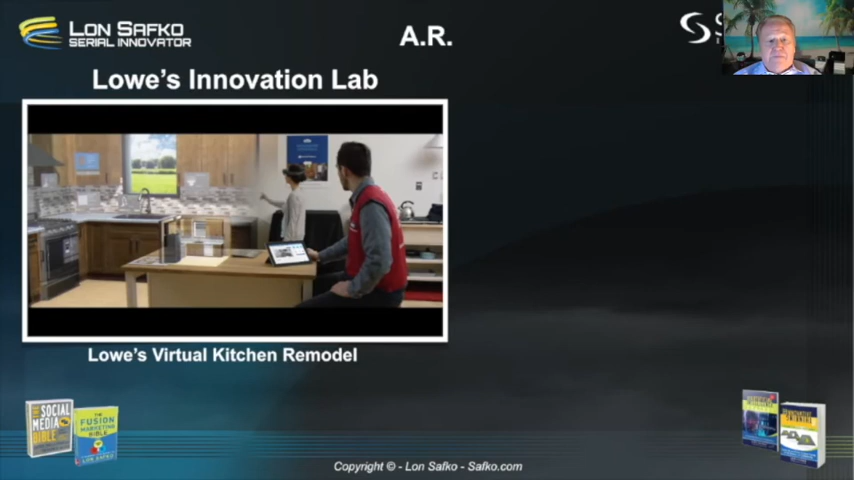 LON SAFKO
SERIAL INNOVATOR
A.R.
S
Lowe's Innovation Lab
Lowe's Virtual Kitchen Remodel
THE
SOCIAL
MEDIA
BIBLE
THE
FUSION
MARKETING
BIBLE
LON SAFKO
Copyright © - Lon Safko - Safko.com